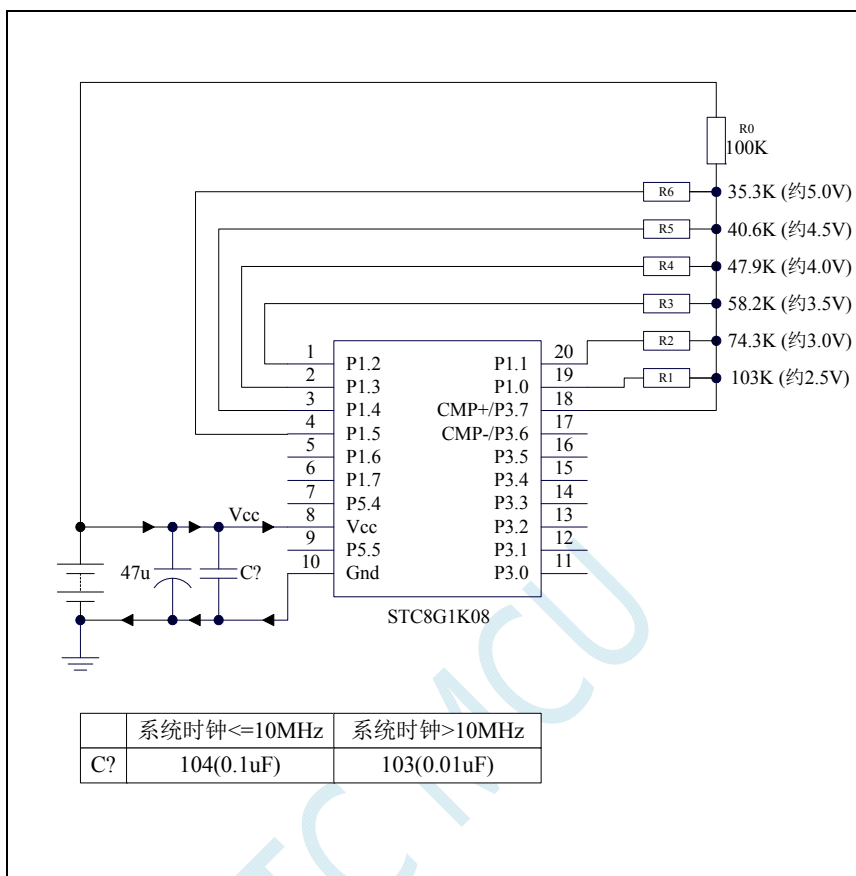 R0
100K
R6 35.3K (约5.0V)
R5 40.6K (约4.5V)
R4 47.9K (约4.0V)
R3 58.2K (约3.5V)
R2 74.3K (约3.0V)
R1 103K (约2.5V)
1 P1.2 P1.1 20
2 P1.3 P1.0 19
3 P1.4 CMP+/P3.7 18
4 P1.5 CMP-/P3.6 17
5 P1.6 P3.5 16
6 P1.7 P3.4 15
7 P5.4 P3.3 14
Vcc 8 Vcc P3.2 13
9 P5.5 P3.1 12
10 Gnd P3.0 11
47u C?
STC8G1K08
系统时钟<=10MHz 系统时钟>10MHz
C? 104(0.1uF) 103(0.01uF)
STC MCU